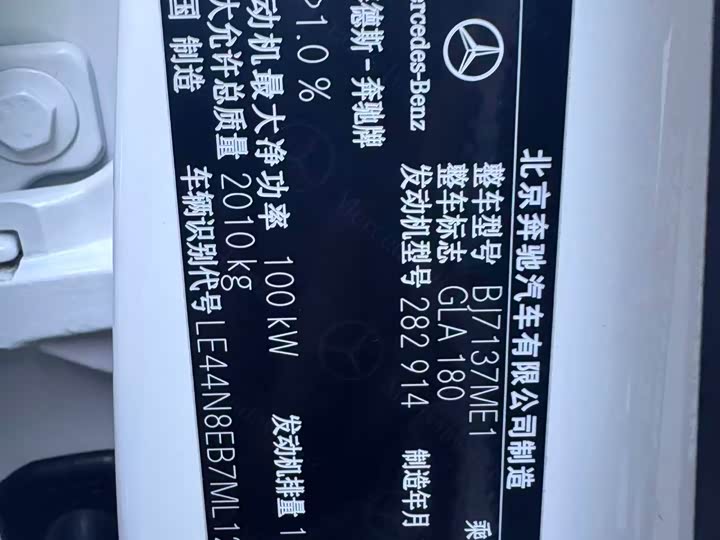 北京奔驰汽车有限公司制造
整车型号 BJ7137ME1 乘
整车标志 GLA 180
Mercedes-Benz 发动机型号 282 914 制造年月
德斯-奔驰牌
>1.0 %
动机最大净功率 100 kW 发动机排量 1
大允许总质量 2010 kg
国 制造 车辆识别代号 LE44N8EB7ML12